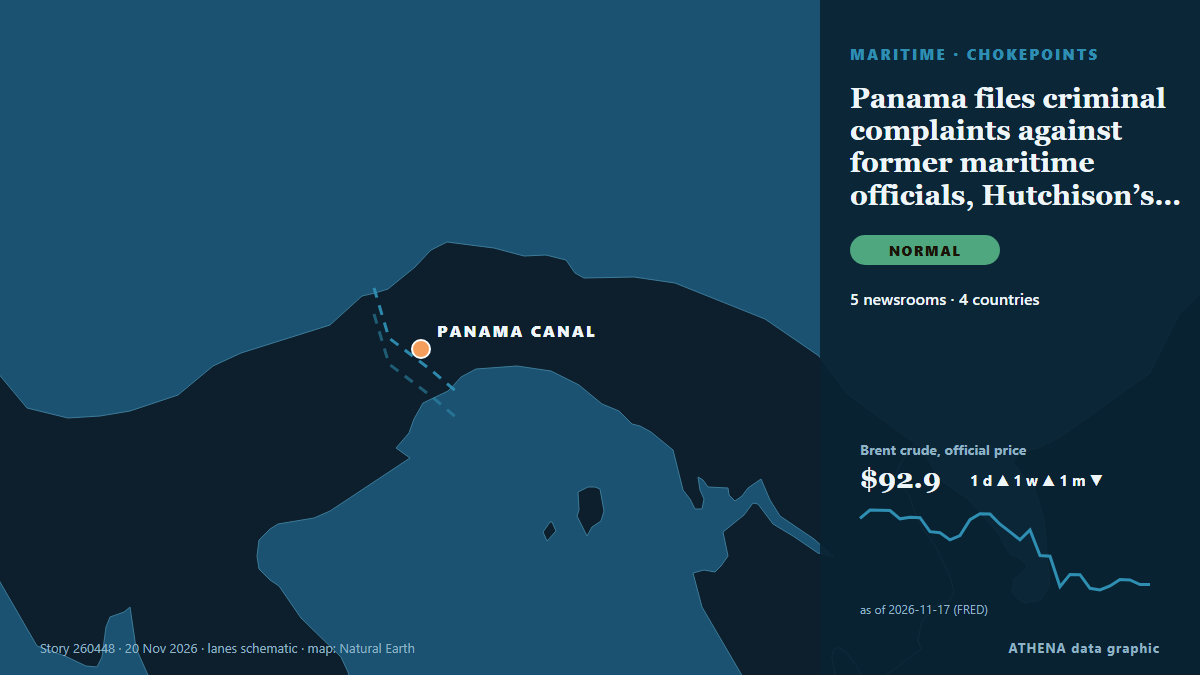 MARITIME · CHOKEPOINTS
Panama files criminal
complaints against
former maritime
officials, Hutchison’s…
NORMAL
5 newsrooms · 4 countries
PANAMA CANAL
Brent crude, official price
$92.9 1 d ▲ 1 w ▲ 1 m ▼
as of 2026-11-17 (FRED)
Story 260448 · 20 Nov 2026 · lanes schematic · map: Natural Earth
ATHENA data graphic